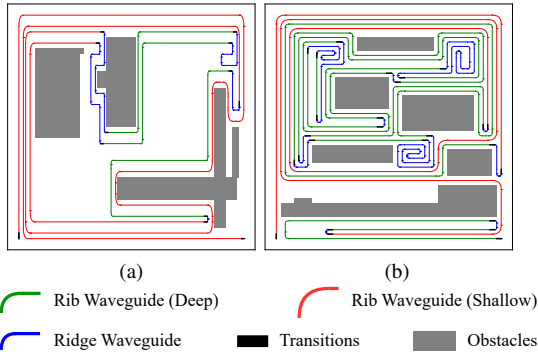 (a) (b)
Rib Waveguide (Deep) Rib Waveguide (Shallow)
Ridge Waveguide Transitions Obstacles